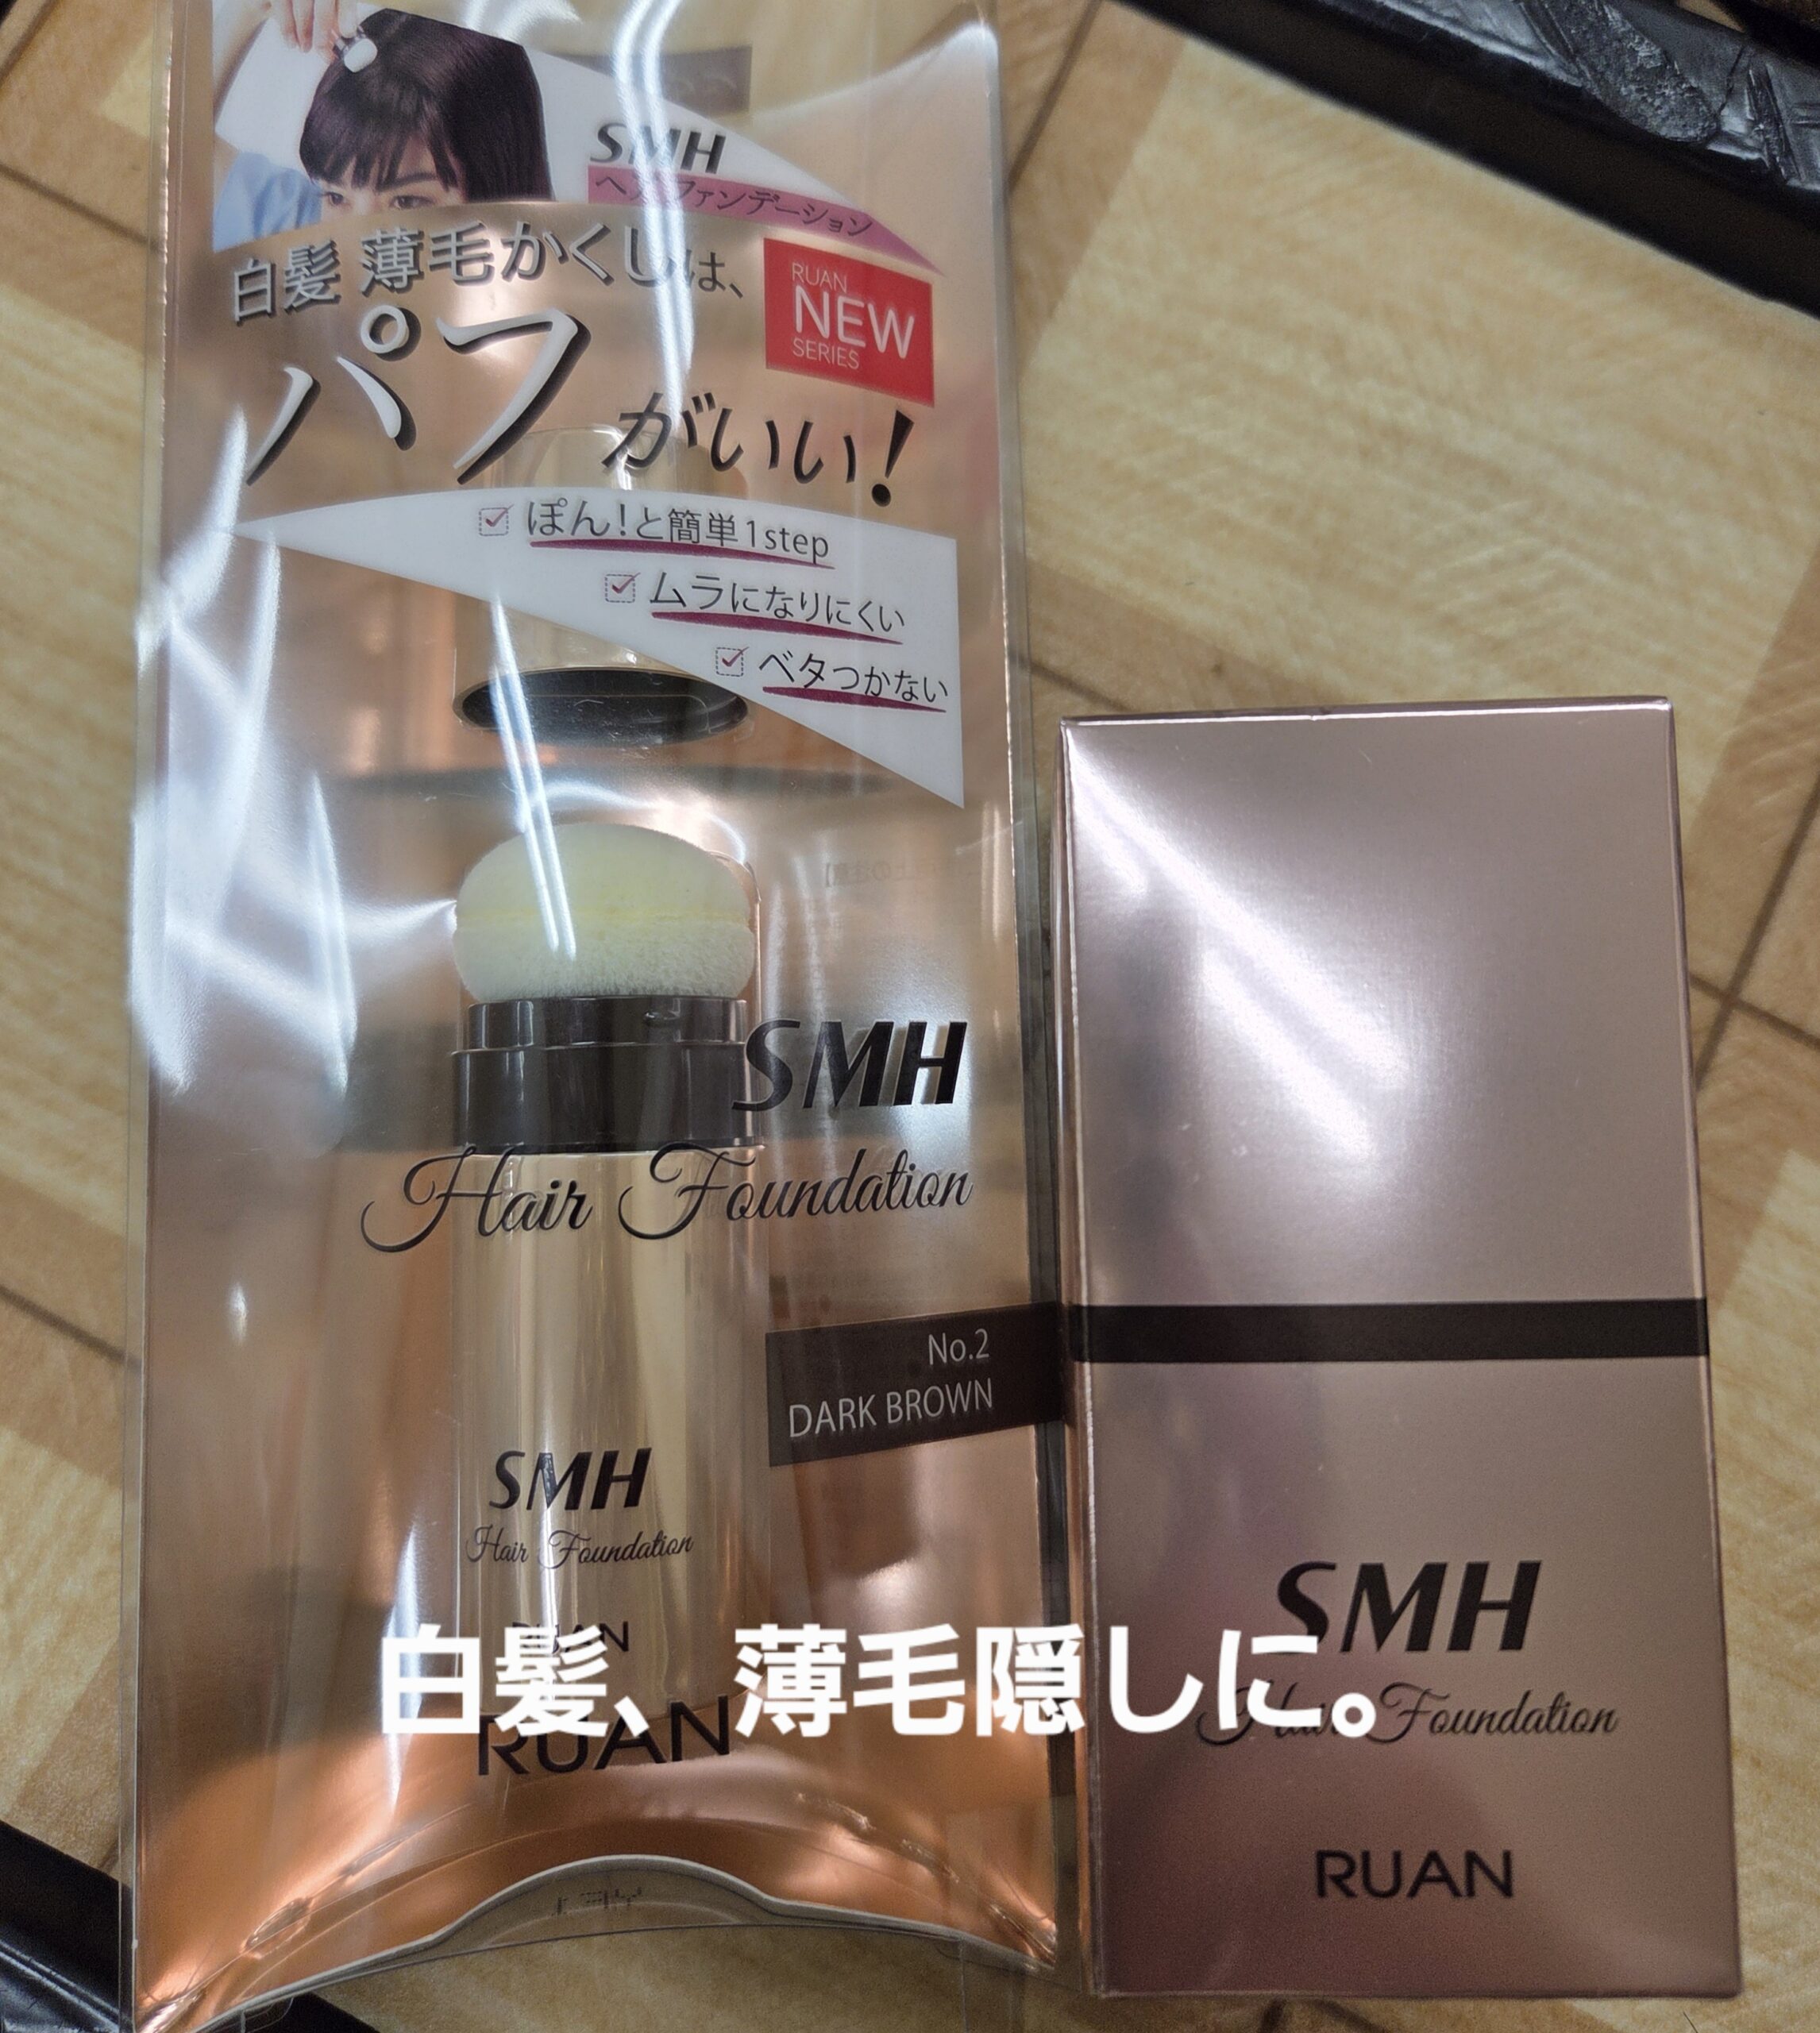 SMH
ヘアファンデーション
白髪 薄毛かくしは、
パフがいい！
RUAN
NEW
SERIES
ぽん！と簡単1step
ムラになりにくい
ベタつかない
SMH
Hair Foundation
No.2
DARK BROWN
SMH
Hair Foundation
RUAN
RUAN
白髪、薄毛隠しに。
SMH
Hair Foundation
RUAN